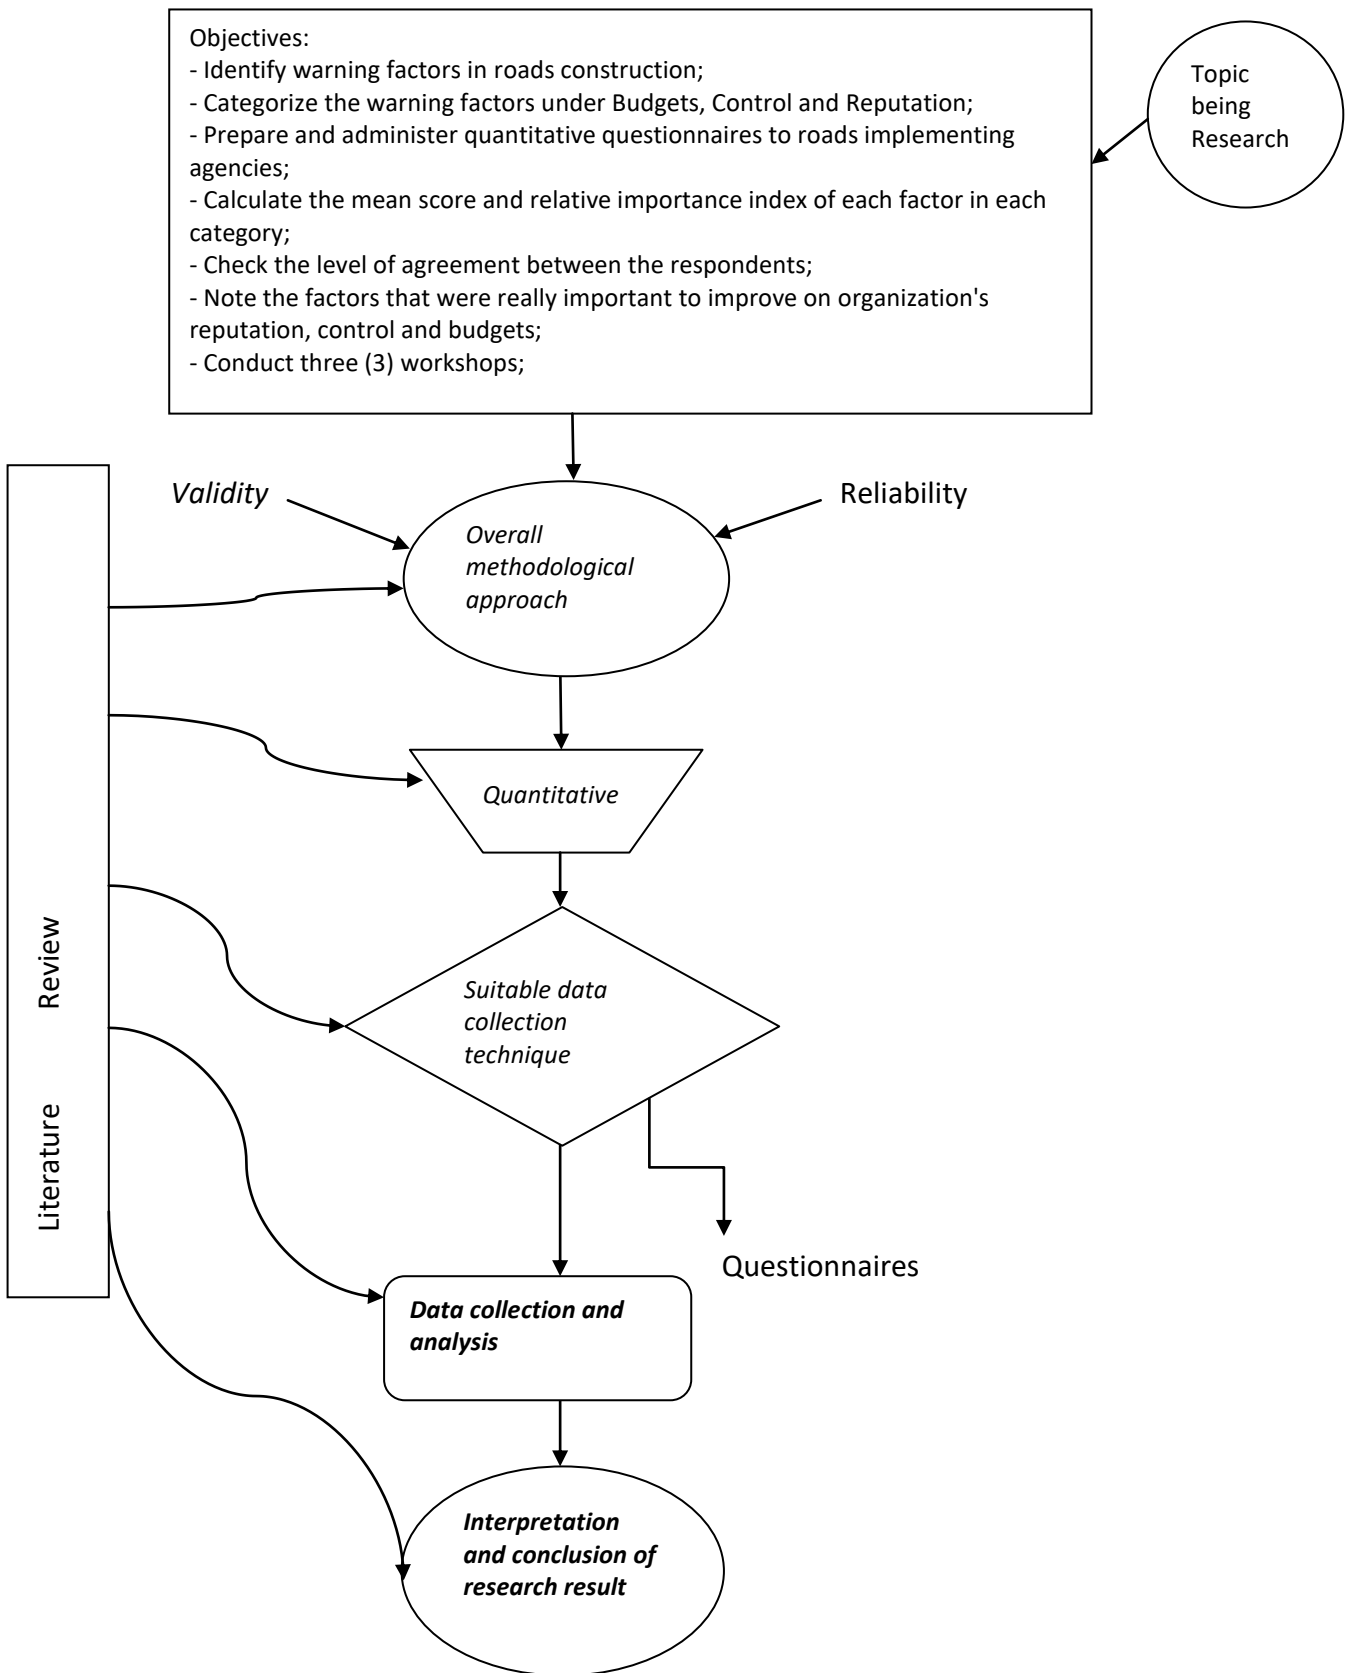 Objectives:
- Identify warning factors in roads construction;
- Categorize the warning factors under Budgets, Control and Reputation;
- Prepare and administer quantitative questionnaires to roads implementing
agencies;
- Calculate the mean score and relative importance index of each factor in each
category;
- Check the level of agreement between the respondents;
- Note the factors that were really important to improve on organization's
reputation, control and budgets;
- Conduct three (3) workshops;
Topic
being
Research
Validity
Reliability
Overall
methodological
approach
Quantitative
Literature Review
Suitable data
collection
technique
Questionnaires
Data collection and
analysis
Interpretation
and conclusion of
research result